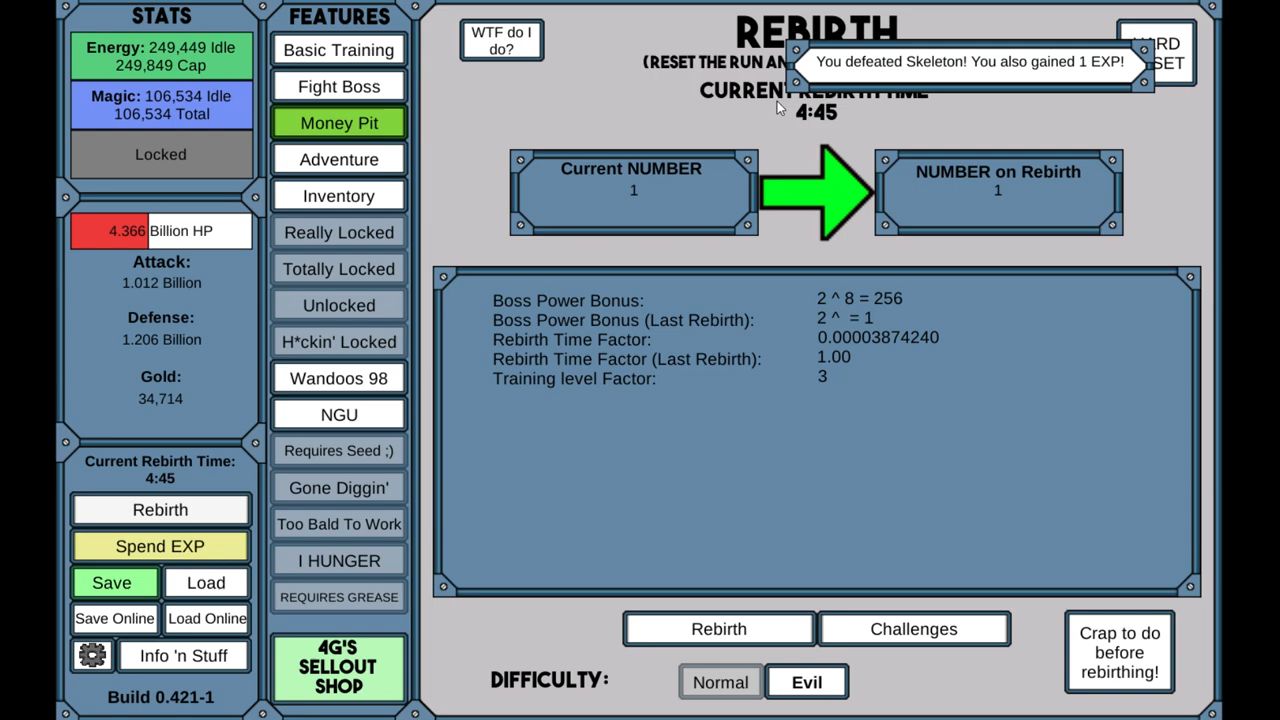 STATS
Energy: 249,449 Idle
249,849 Cap
Magic: 106,534 Idle
106,534 Total
Locked
4.366 Billion HP
Attack:
1.012 Billion
Defense:
1.206 Billion
Gold:
34,714
Current Rebirth Time:
4:45
Rebirth
Spend EXP
Save
Load
Save Online
Load Online
Info 'n Stuff
Build 0.421-1
FEATURES
Basic Training
Fight Boss
Money Pit
Adventure
Inventory
Really Locked
Totally Locked
Unlocked
H*ckin' Locked
Wandoos 98
NGU
Requires Seed ;)
Gone Diggin'
Too Bald To Work
I HUNGER
REQUIRES GREASE
4G'S
SELLOUT
SHOP
WTF do I
do?
REBIRTH
(RESET THE RUN AN
You defeated Skeleton! You also gained 1 EXP!
CURRENT REBIRTH TIME
4:45
Current NUMBER
1
NUMBER on Rebirth
1
Boss Power Bonus: 2 ^ 8 = 256
Boss Power Bonus (Last Rebirth): 2 ^ = 1
Rebirth Time Factor: 0.00003874240
Rebirth Time Factor (Last Rebirth): 1.00
Training level Factor: 3
Rebirth
Challenges
Crap to do
before
rebirthing!
DIFFICULTY:
Normal
Evil